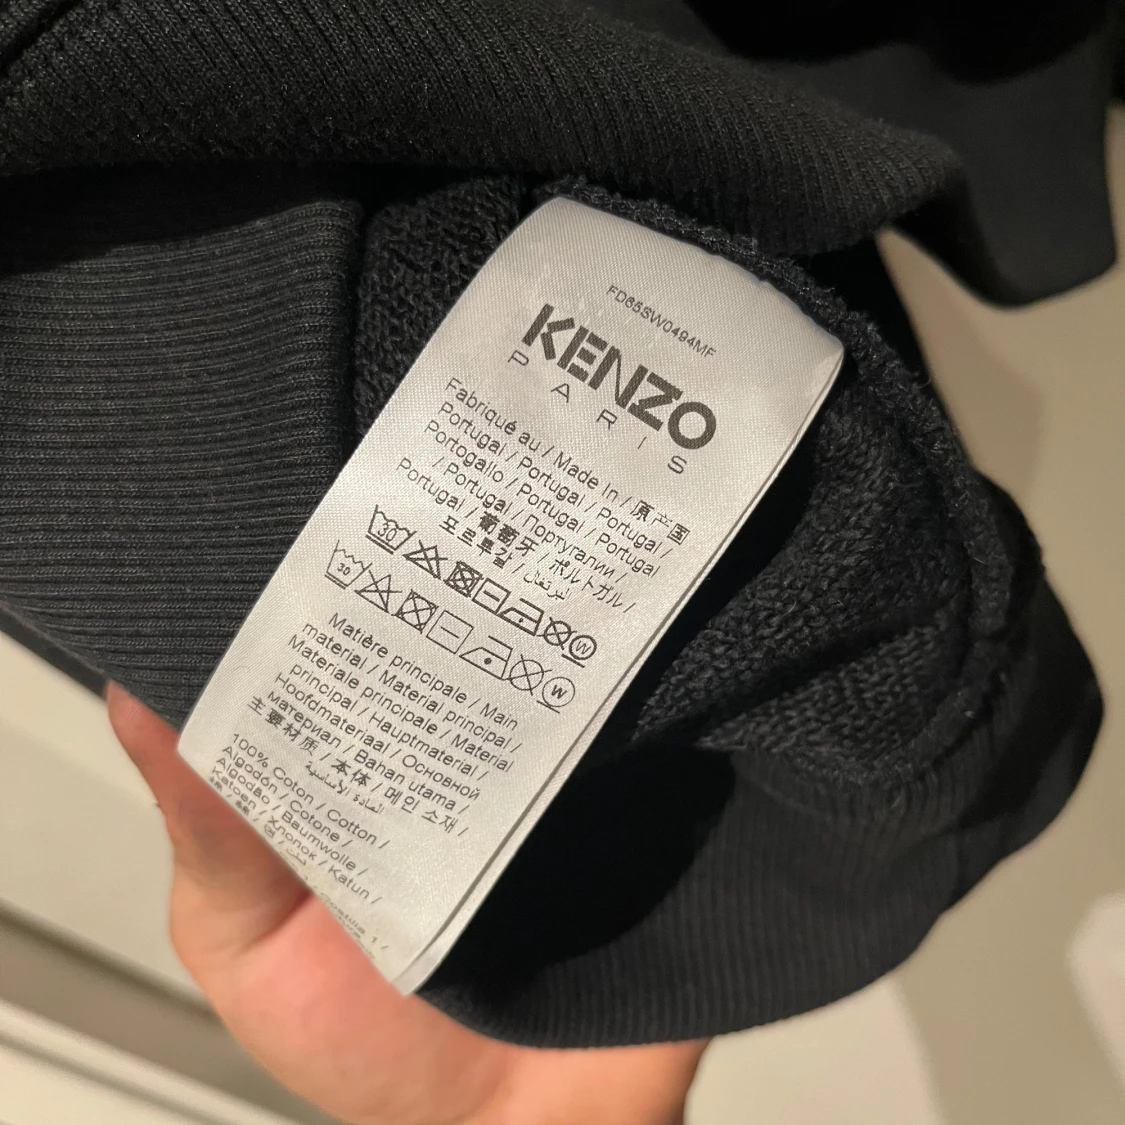 FD65SW0494MF
KENZO
PARIS
Fabriqué au / Made In / 原产国
Portugal / Portugal / Portugal /
Portogallo / Portugal / Portugal
/ Portugal / Португалии /
Portugal / 葡萄牙 / ポルトガル /
포르투갈 / البرتغال
30 W
30 W
Matière principale / Main
material / Material principal /
Materiale principale / Material
principal / Hauptmaterial /
Hoofdmateriaal / Основной
материал / Bahan utama /
主要材质 / 本体 / 메인 소재 /
المادة الأساسية
100% Coton / Cotton /
Algodón / Cotone /
Algodão / Baumwolle /
Katoen / Хлопок / Katun /